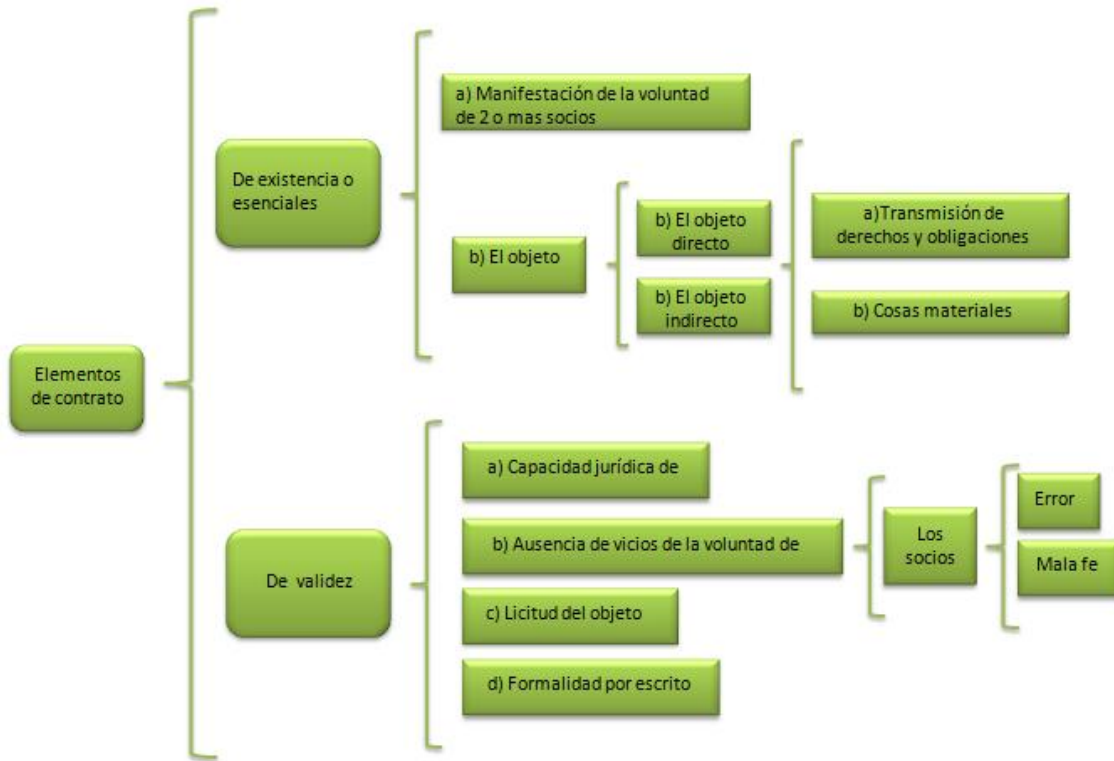 Elementos
de contrato
De existencia o
esenciales
a) Manifestación de la voluntad
de 2 o mas socios
b) El objeto
b) El objeto
directo
b) El objeto
indirecto
a)Transmisión de
derechos y obligaciones
b) Cosas materiales
De validez
a) Capacidad jurídica de
b) Ausencia de vicios de la voluntad de
c) Licitud del objeto
d) Formalidad por escrito
Los
socios
Error
Mala fe